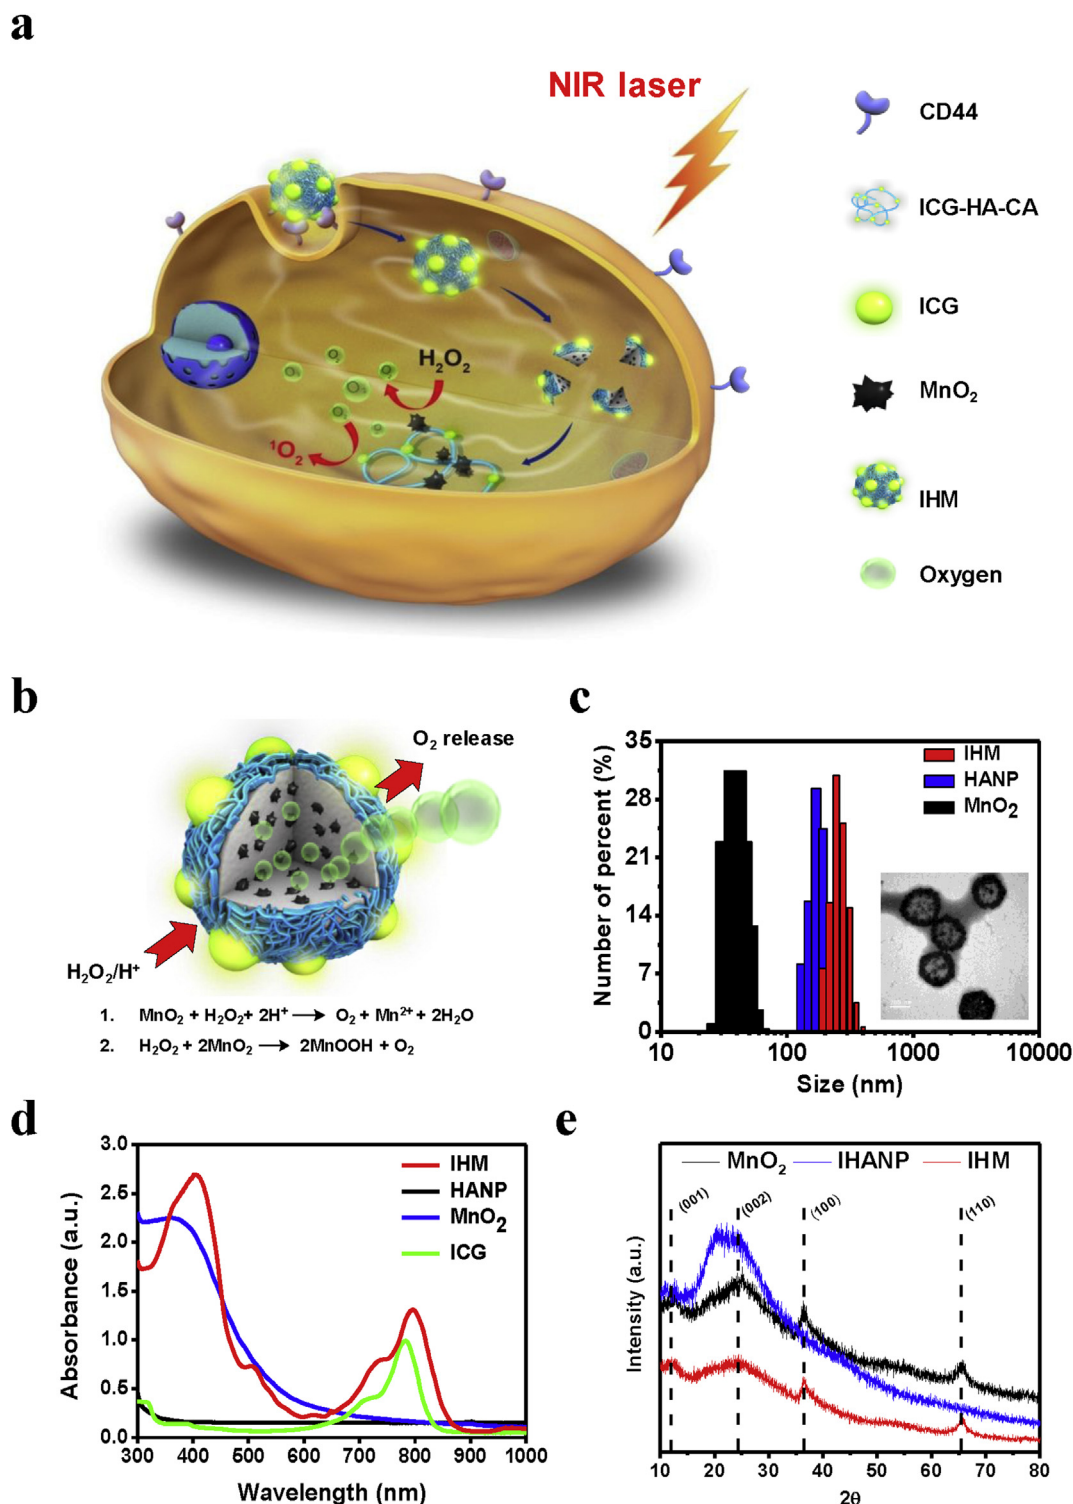 a
NIR laser
CD44
ICG-HA-CA
ICG
MnO₂
IHM
Oxygen
H₂O₂
¹O₂
b
O₂ release
H₂O₂/H⁺
1. MnO₂ + H₂O₂+ 2H⁺ → O₂ + Mn²⁺ + 2H₂O
2. H₂O₂ + 2MnO₂ → 2MnOOH + O₂
c
Number of percent (%)
35
28
21
14
7
0
10 100 1000 10000
Size (nm)
IHM
HANP
MnO₂
d
Absorbance (a.u.)
3.0
2.6
2.1
1.6
1.0
0.6
0.0
300 400 500 600 700 800 900 1000
Wavelength (nm)
IHM
HANP
MnO₂
ICG
e
Intensity (a.u.)
MnO₂ IHANP IHM
(001) (002) (100) (110)
10 20 30 40 50 60 70 80
2θ